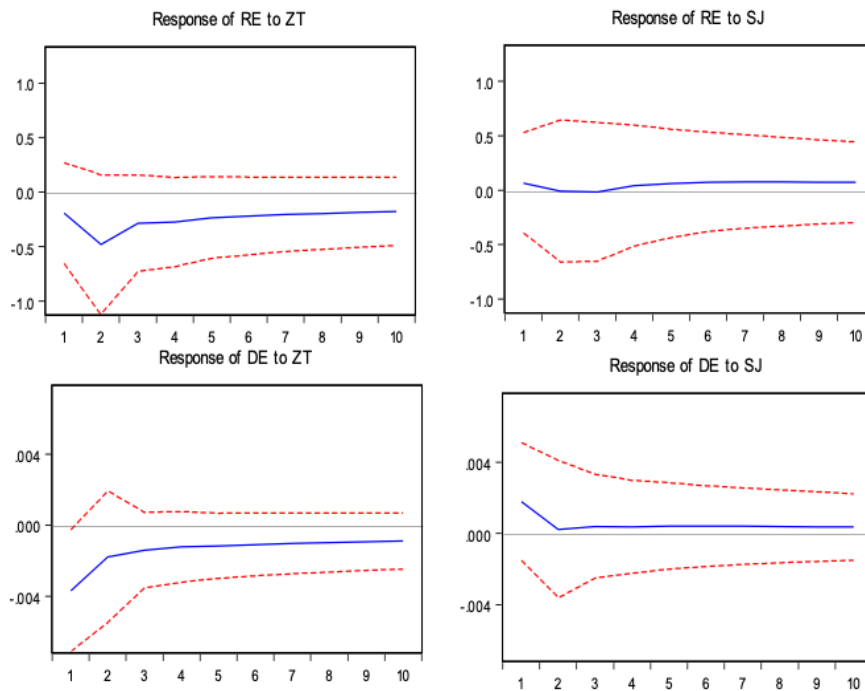 Response of RE to ZT
1.0
0.5
0.0
-0.5
-1.0
1 2 3 4 5 6 7 8 9 10
Response of RE to SJ
1.0
0.5
0.0
-0.5
-1.0
1 2 3 4 5 6 7 8 9 10
Response of DE to ZT
.004
.000
-.004
1 2 3 4 5 6 7 8 9 10
Response of DE to SJ
.004
.000
-.004
1 2 3 4 5 6 7 8 9 10